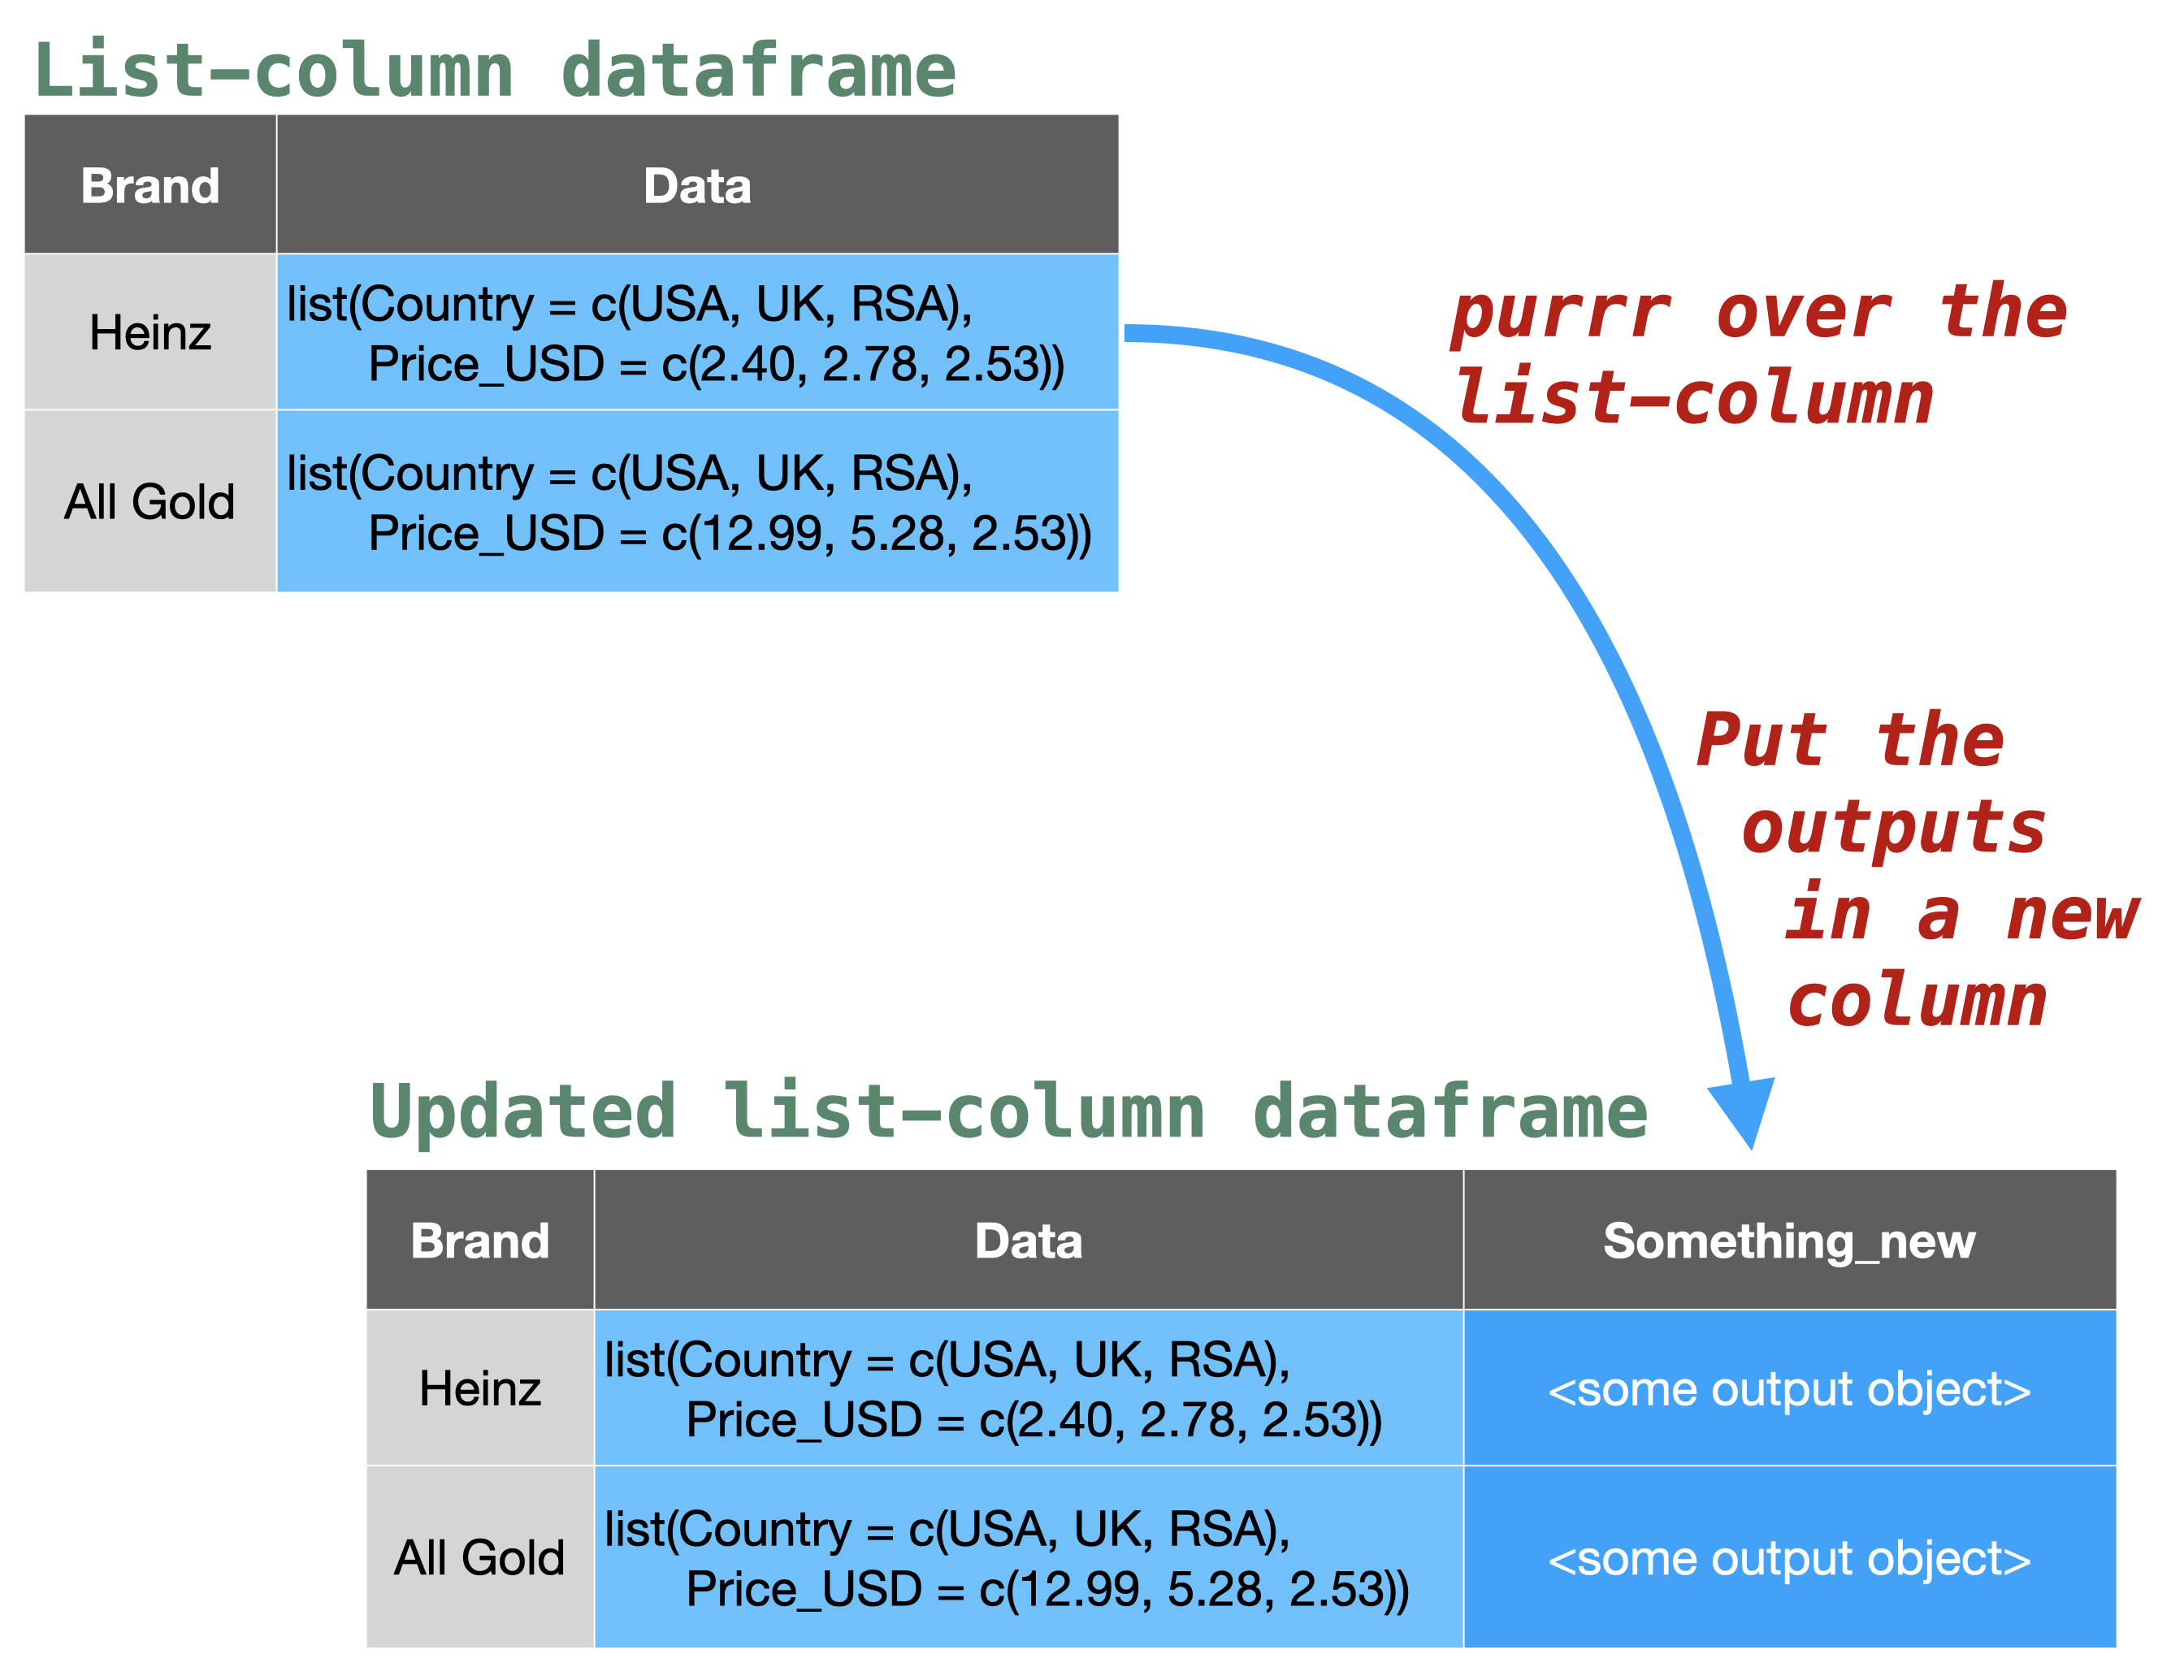 List-column dataframe
Brand Data
Heinz
list(Country = c(USA, UK, RSA),
Price_USD = c(2.40, 2.78, 2.53))
All Gold
list(Country = c(USA, UK, RSA),
Price_USD = c(12.99, 5.28, 2.53))
purrr over the
list-column
Put the
outputs
in a new
column
Updated list-column dataframe
Brand Data Something_new
Heinz
list(Country = c(USA, UK, RSA),
Price_USD = c(2.40, 2.78, 2.53))
<some output object>
All Gold
list(Country = c(USA, UK, RSA),
Price_USD = c(12.99, 5.28, 2.53))
<some output object>